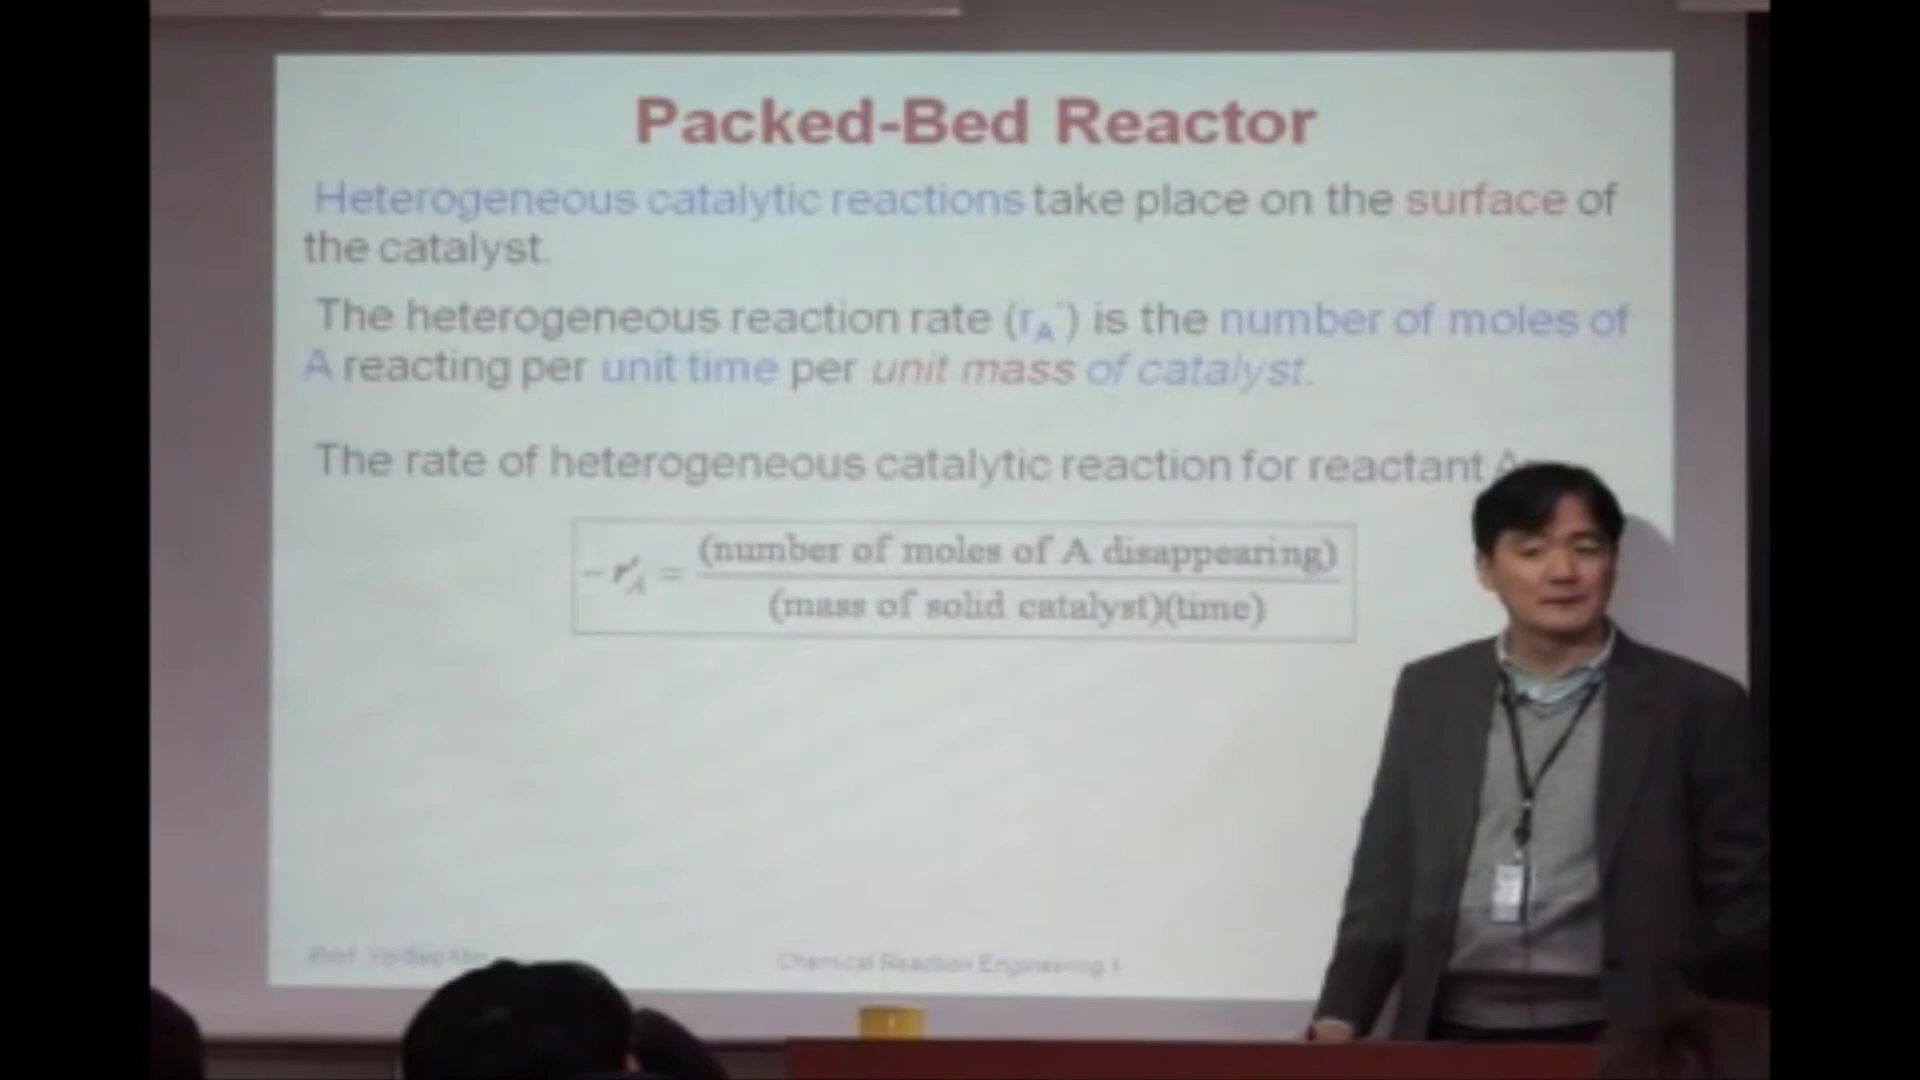 Packed-Bed Reactor
Heterogeneous catalytic reactions take place on the surface of
the catalyst.
The heterogeneous reaction rate (rA') is the number of moles of
A reacting per unit time per unit mass of catalyst.
The rate of heterogeneous catalytic reaction for reactant A
-r'A = (number of moles of A disappearing)
(mass of solid catalyst)(time)
Prof.
Chemical Reaction Engineering 1